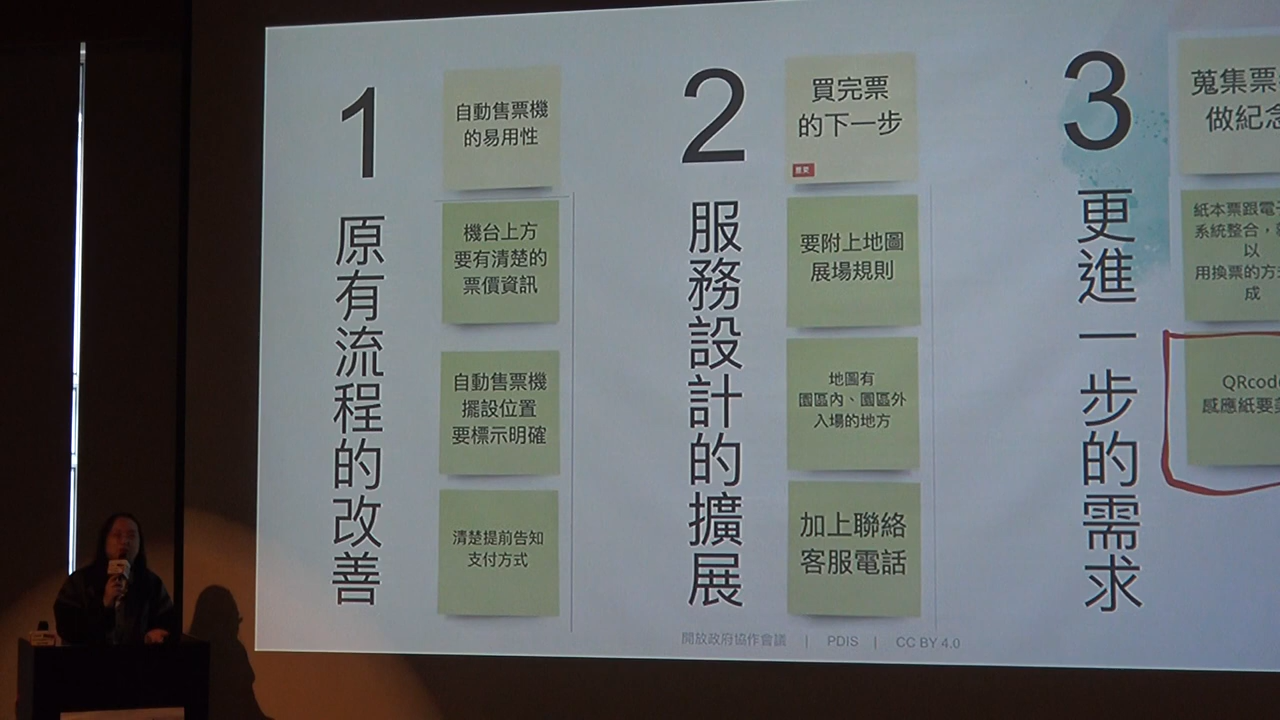 1
原有流程的改善
自動售票機
的易用性
機台上方
要有清楚的
票價資訊
自動售票機
擺設位置
要標示明確
清楚提前告知
支付方式
2
服務設計的擴展
買完票
的下一步
要附上地圖
展場規則
地圖有
園區內、園區外
入場的地方
加上聯絡
客服電話
3
更進一步的需求
蒐集票
做紀念
紙本票跟電子
系統整合,
以
用換票的方
成
QRcode
感應紙要
開放政府協作會議 | PDIS | CC BY 4.0